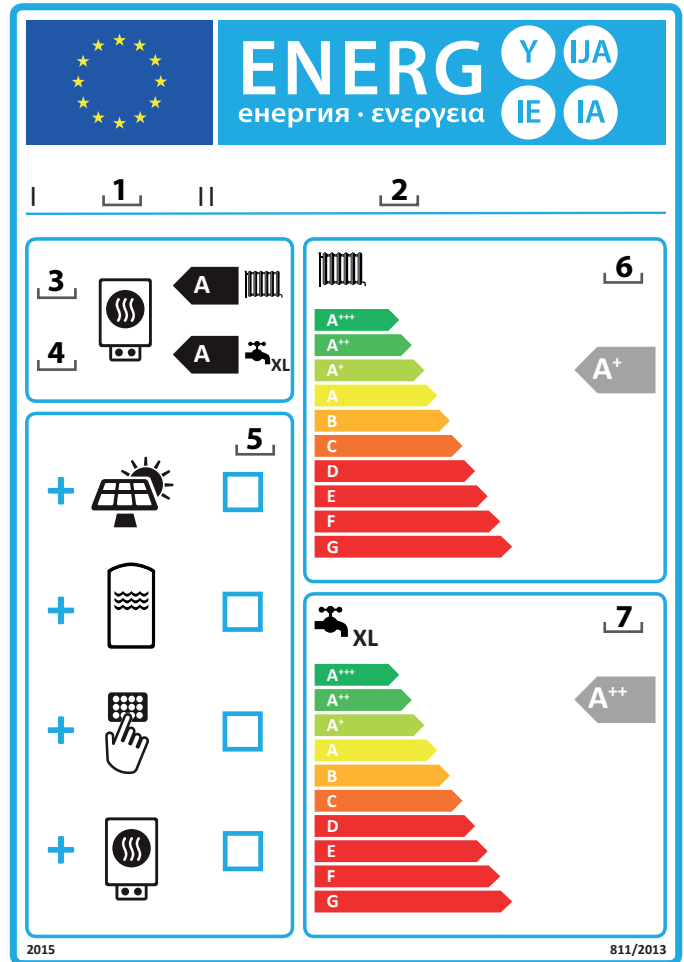 ENERG Y IJA
енергия · ενεργεια IE IA
I 1 II 2
3 A
4 A XL
5
6
A+++
A++
A+ A+
A
B
C
D
E
F
G
XL 7
A+++
A++ A++
A+
A
B
C
D
E
F
G
2015 811/2013